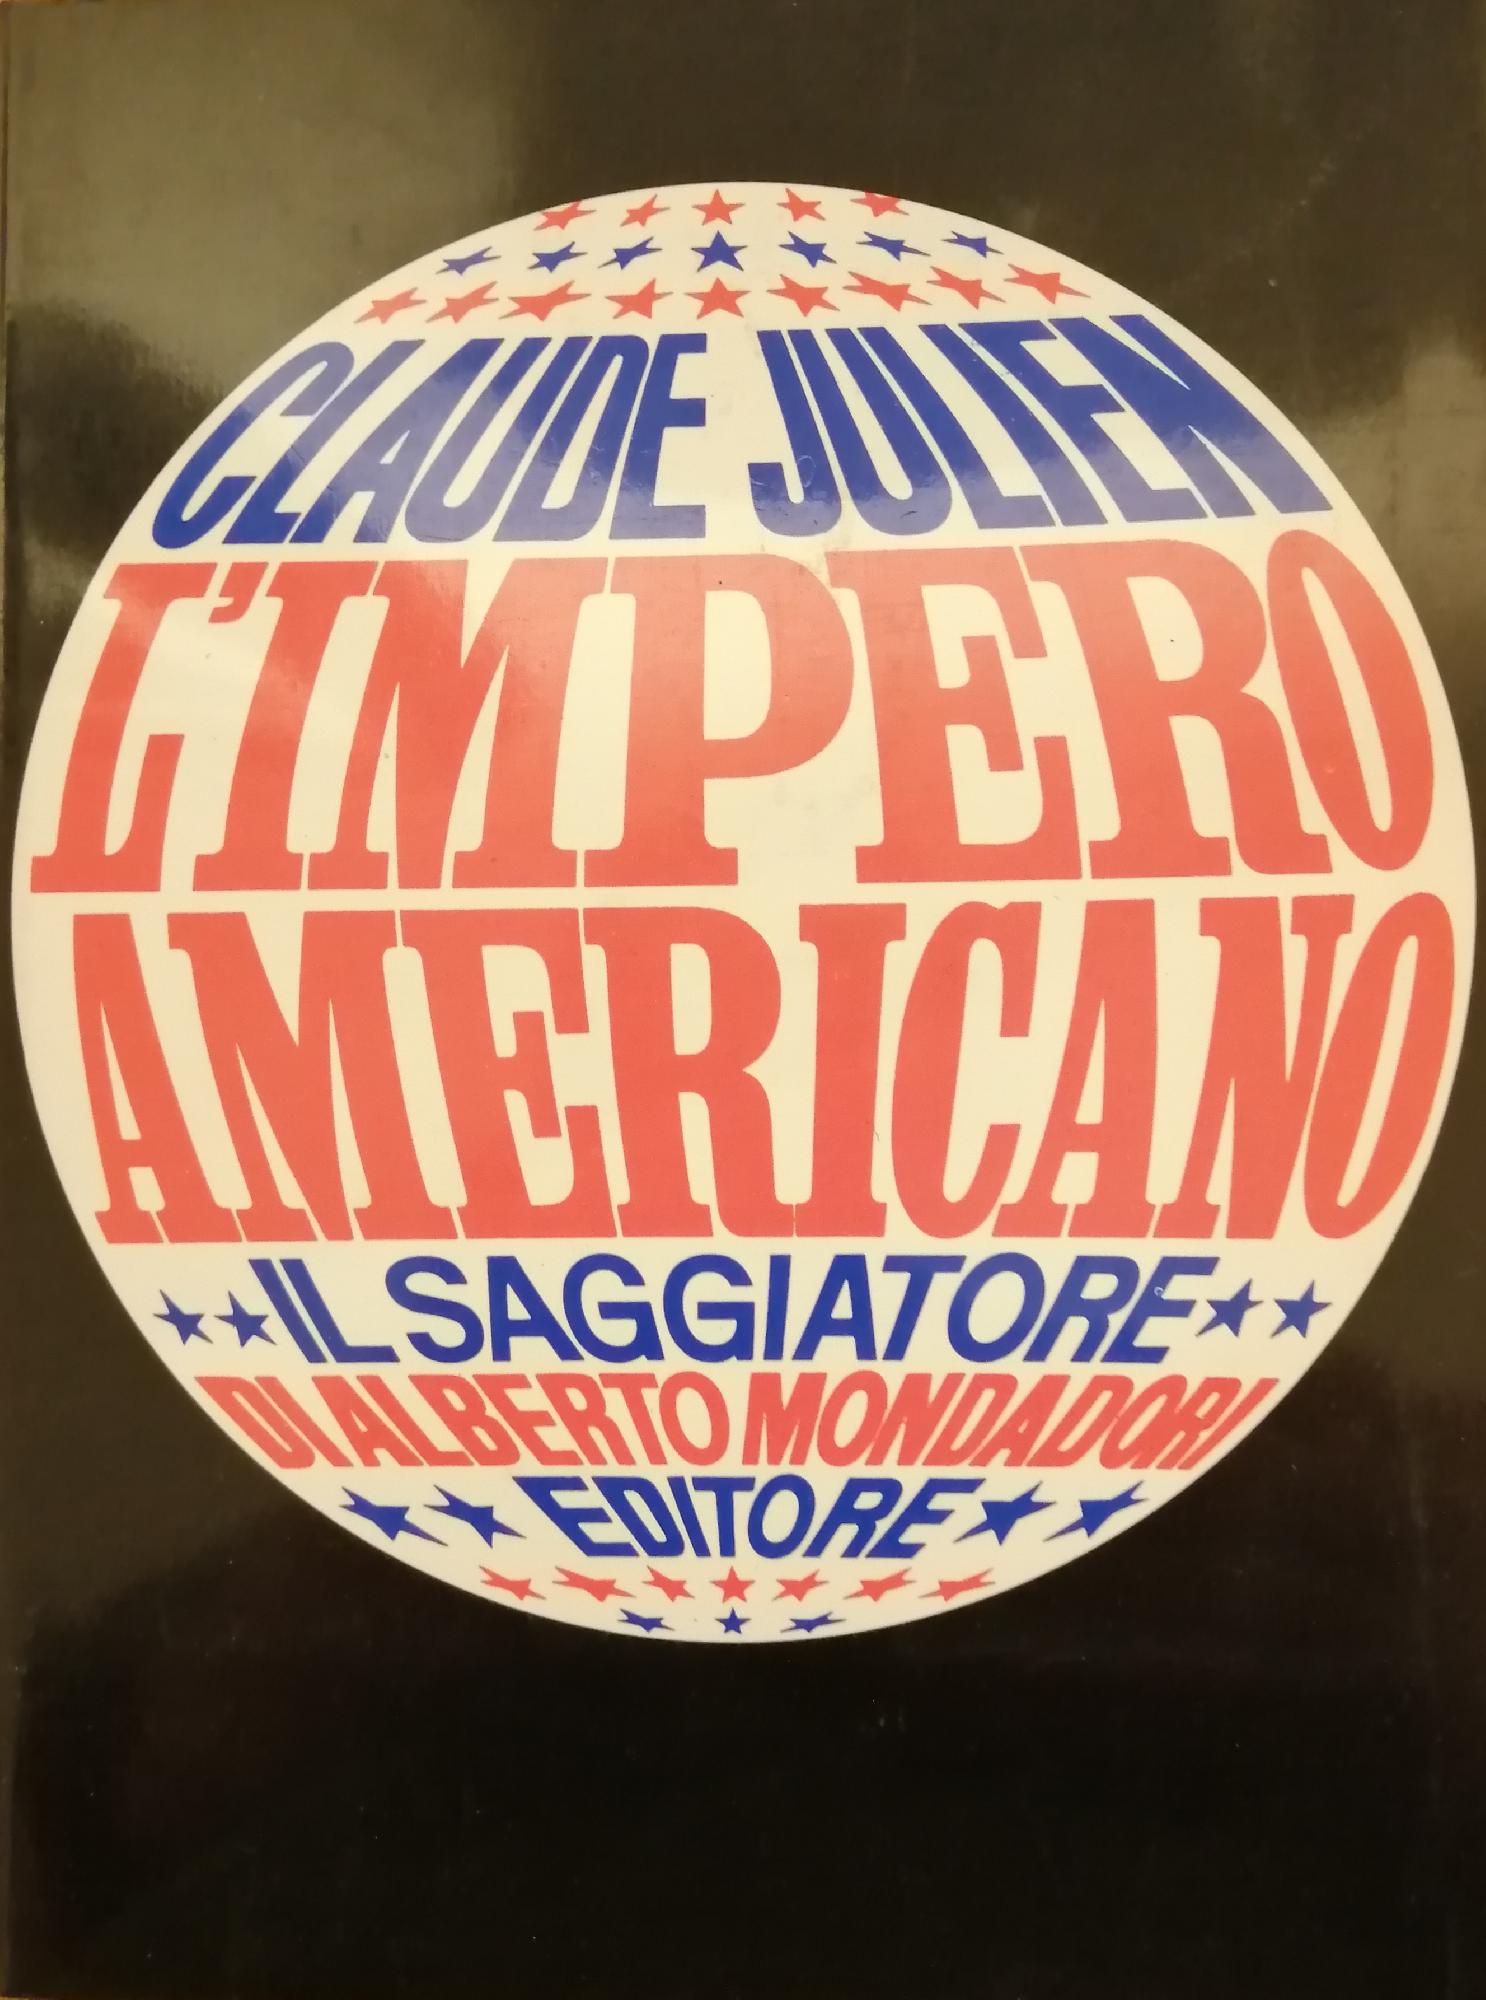 CLAUDE JULIEN
L'IMPERO
AMERICANO
IL SAGGIATORE
DI ALBERTO MONDADORI
EDITORE